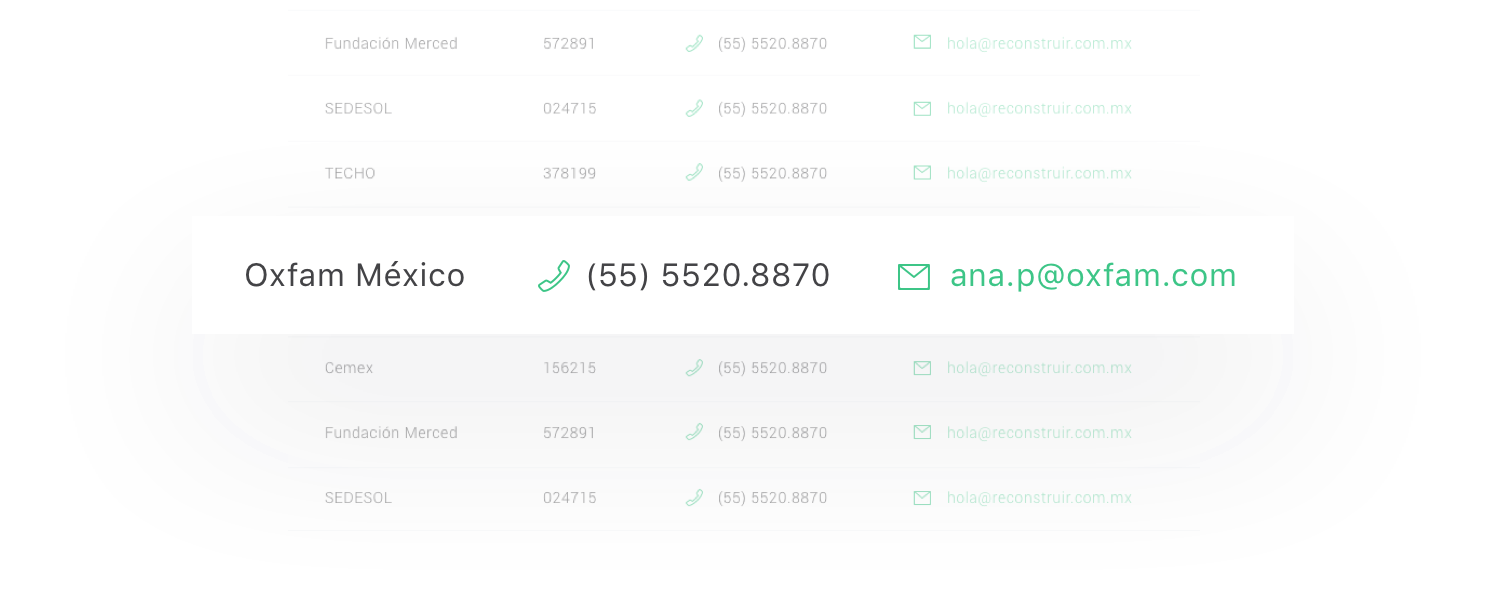 Fundación Merced 572891 (55) 5520.8870 hola@reconstruir.com.mx
SEDESOL 024715 (55) 5520.8870 hola@reconstruir.com.mx
TECHO 378199 (55) 5520.8870 hola@reconstruir.com.mx
Oxfam México (55) 5520.8870 ana.p@oxfam.com
Cemex 156215 (55) 5520.8870 hola@reconstruir.com.mx
Fundación Merced 572891 (55) 5520.8870 hola@reconstruir.com.mx
SEDESOL 024715 (55) 5520.8870 hola@reconstruir.com.mx